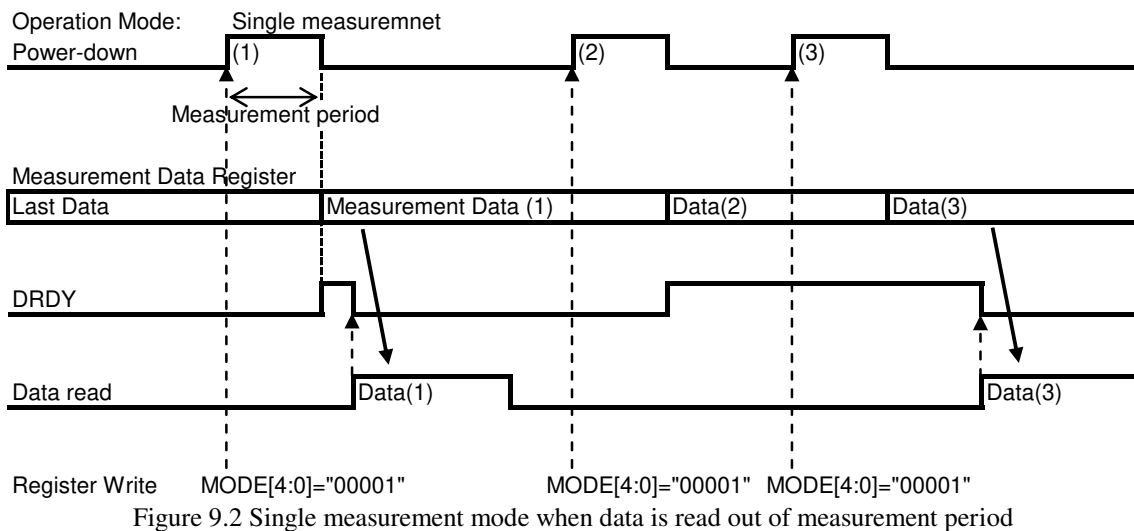 Operation Mode: Single measuremnet
Power-down
(1) (2) (3)
Measurement period
Measurement Data Register
Last Data Measurement Data (1) Data(2) Data(3)
DRDY
Data read Data(1) Data(3)
Register Write MODE[4:0]="00001" MODE[4:0]="00001" MODE[4:0]="00001"
Figure 9.2 Single measurement mode when data is read out of measurement period